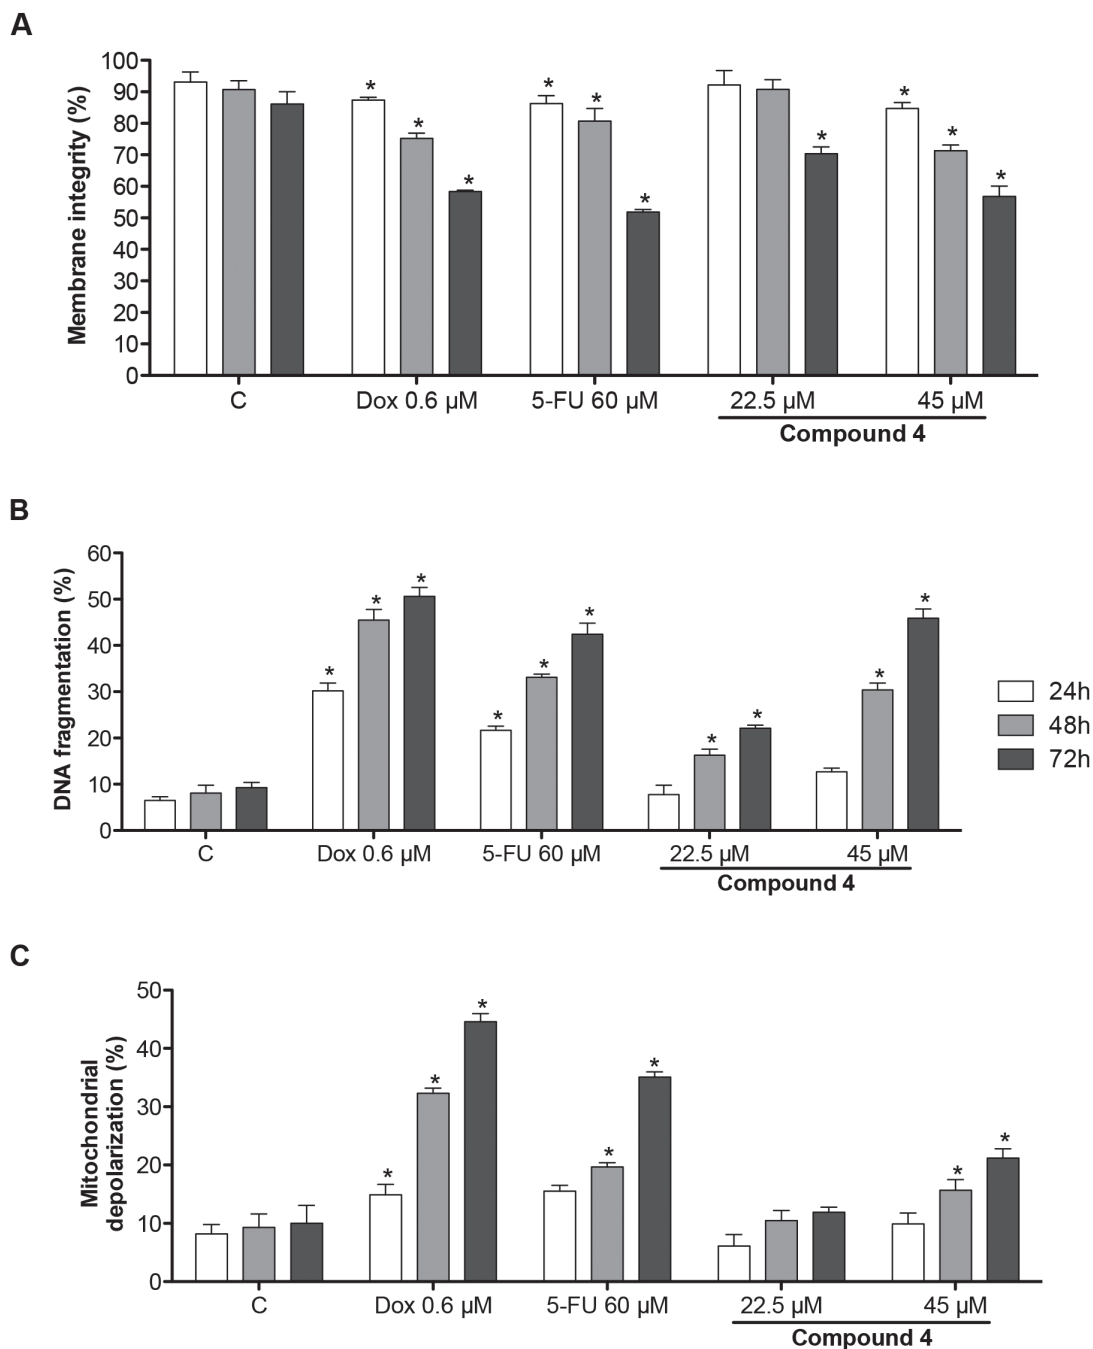 A
Membrane integrity (%)
100
90
80
70
60
50
40
30
20
10
0
* * * * * * * * *
C Dox 0.6 µM 5-FU 60 µM 22.5 µM 45 µM
Compound 4
B
DNA fragmentation (%)
60
50
40
30
20
10
0
* * * * * * * * * *
C Dox 0.6 µM 5-FU 60 µM 22.5 µM 45 µM
Compound 4
24h
48h
72h
C
Mitochondrial
depolarization (%)
50
40
30
20
10
0
* * * * * * *
C Dox 0.6 µM 5-FU 60 µM 22.5 µM 45 µM
Compound 4